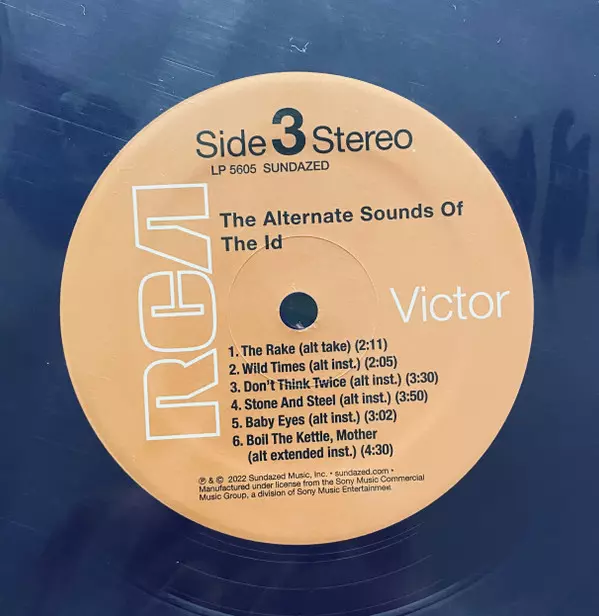 Side 3 Stereo
LP 5605 SUNDAZED
RCA
The Alternate Sounds Of
The Id
Victor
1. The Rake (alt take) (2:11)
2. Wild Times (alt inst.) (2:05)
3. Don't Think Twice (alt inst.) (3:30)
4. Stone And Steel (alt inst.) (3:50)
5. Baby Eyes (alt inst.) (3:02)
6. Boil The Kettle, Mother
(alt extended inst.) (4:30)
℗ & © 2022 Sundazed Music, Inc. • sundazed.com •
Manufactured under license from the Sony Music Commercial
Music Group, a division of Sony Music Entertainment.